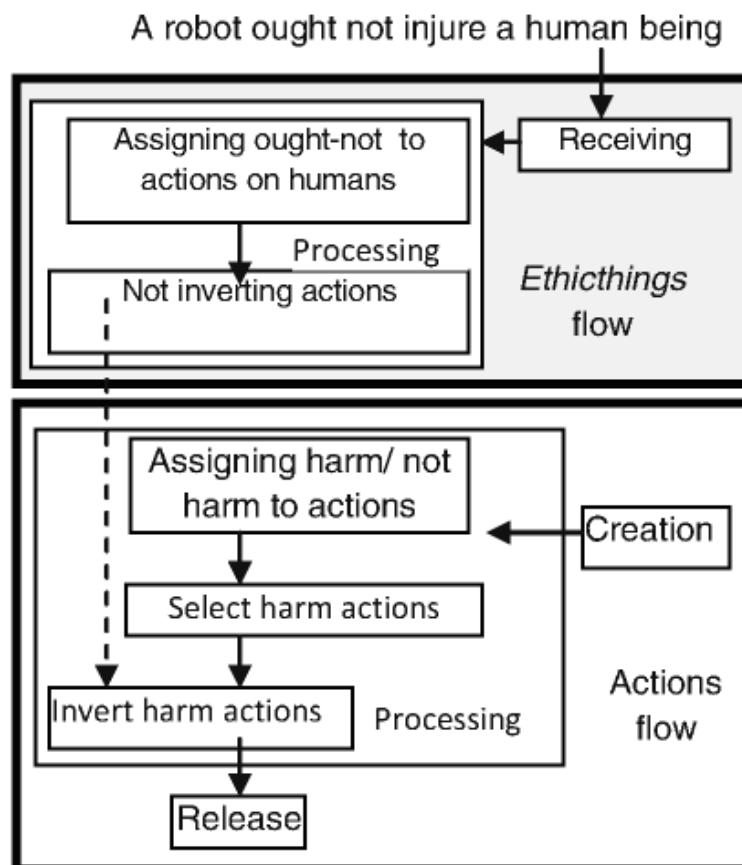 A robot ought not injure a human being
Assigning ought-not to
actions on humans
Receiving
Processing
Not inverting actions
Ethicthings
flow
Assigning harm/ not
harm to actions
Creation
Select harm actions
Invert harm actions
Processing
Actions
flow
Release